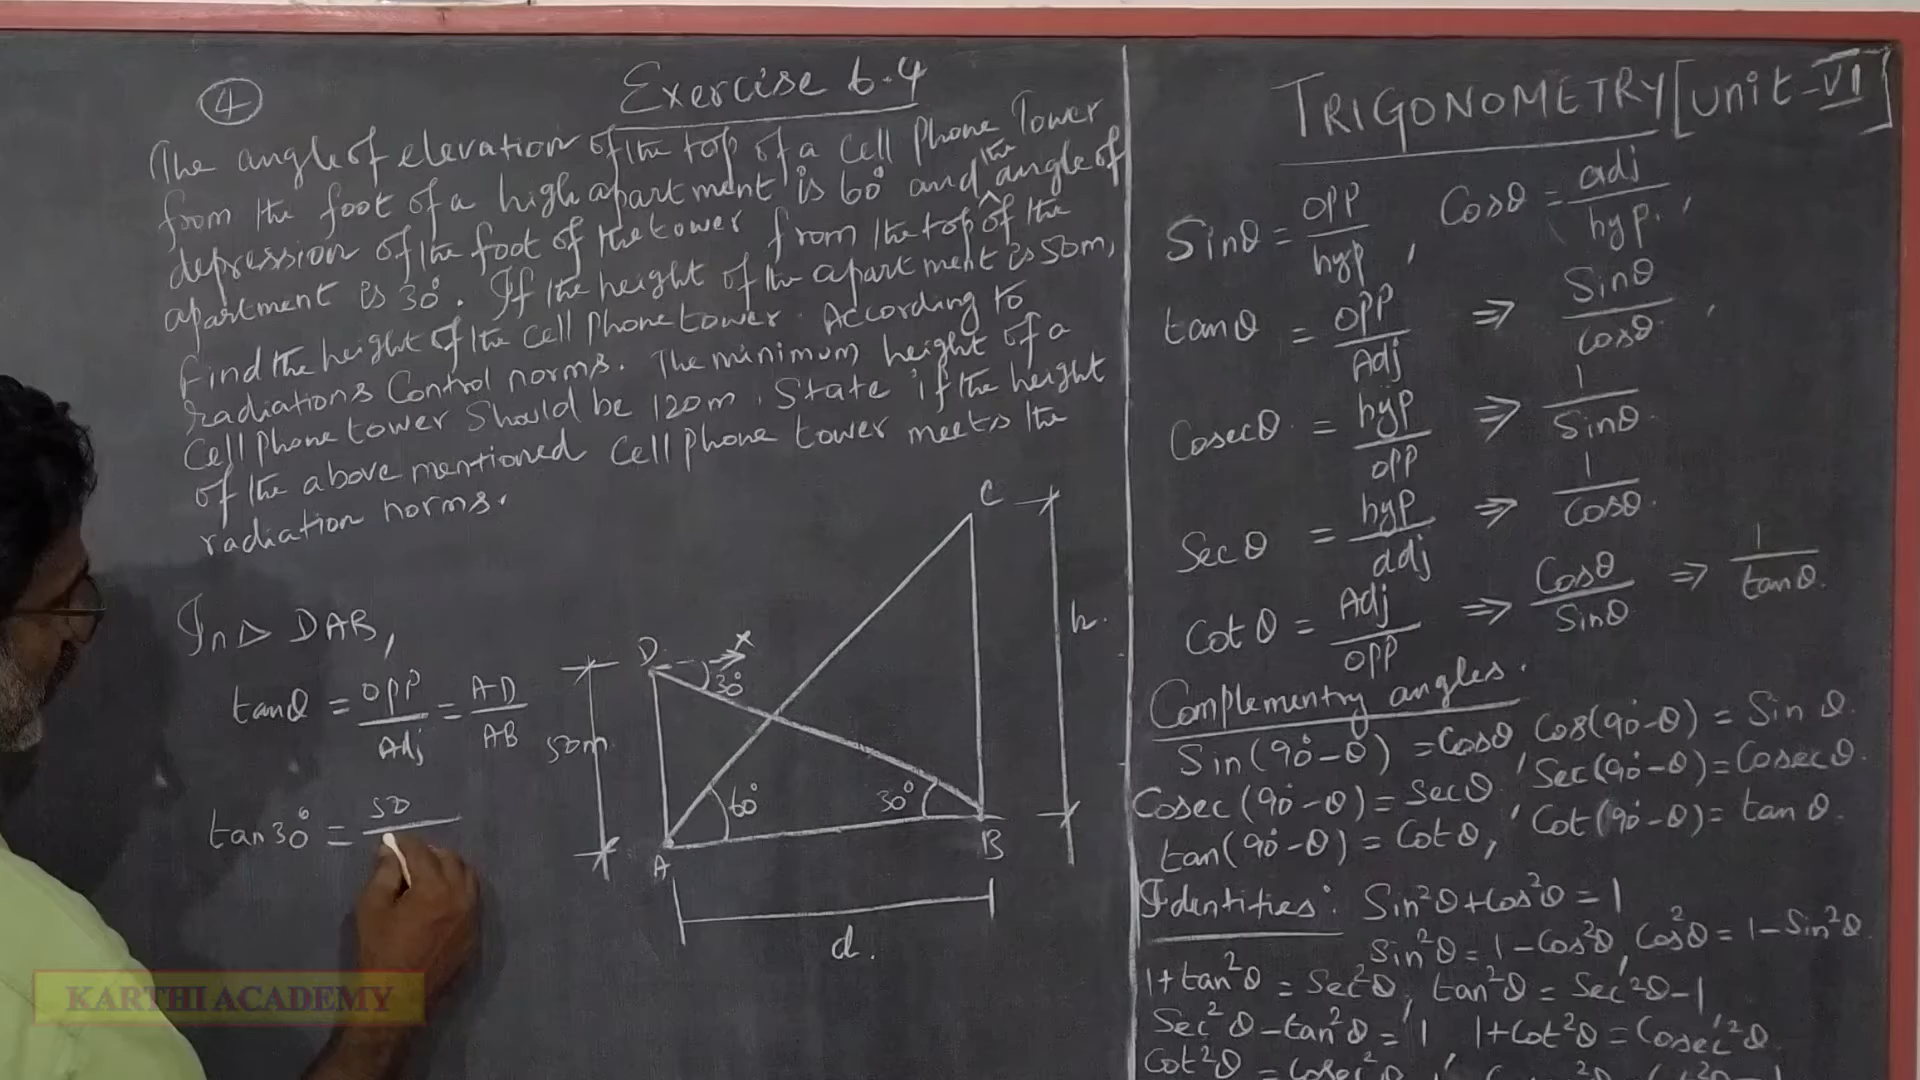 ④
Exercise 6.4
The angle of elevation of the top of a cell phone Tower
from the foot of a high apartment is 60° and the angle of
depression of the foot of the tower from the top of the
apartment is 30°. If the height of the apartment is 50m,
Find the height of the cell phone tower. According to
radiations Control norms. The minimum height of a
Cell phone tower Should be 120m. State if the height
of the above mentioned cell phone tower meets the
radiation norms.
In Δ DAB,
tanθ = OPP/Adj = AD/AB
tan30° = 50/
D
X
30°
50m
60°
30°
A
B
C
h.
d.
TRIGONOMETRY [Unit-VI]
Sinθ = OPP/hyp, Cosθ = adj/hyp.,
tanθ = OPP/Adj ⇒ Sinθ/cosθ,
Cosecθ = hyp/opp ⇒ 1/Sinθ.
Secθ = hyp/adj ⇒ 1/cosθ.
Cotθ = Adj/opp ⇒ Cosθ/Sinθ ⇒ 1/tanθ.
Complementry angles.
Sin(90°-θ) = Cosθ, Cos(90°-θ) = Sinθ.
Cosec(90°-θ) = Secθ, Sec(90°-θ) = Cosecθ.
tan(90°-θ) = Cotθ, Cot(90°-θ) = tanθ.
Identities: Sin²θ+Cos²θ = 1
Sin²θ = 1-Cos²θ, Cos²θ = 1-Sin²θ
1+tan²θ = Sec²θ, tan²θ = Sec²θ-1,
Sec²θ-tan²θ = 1, 1+Cot²θ = Cosec²θ.
Cot²θ = Cosec²θ
KARTHI ACADEMY